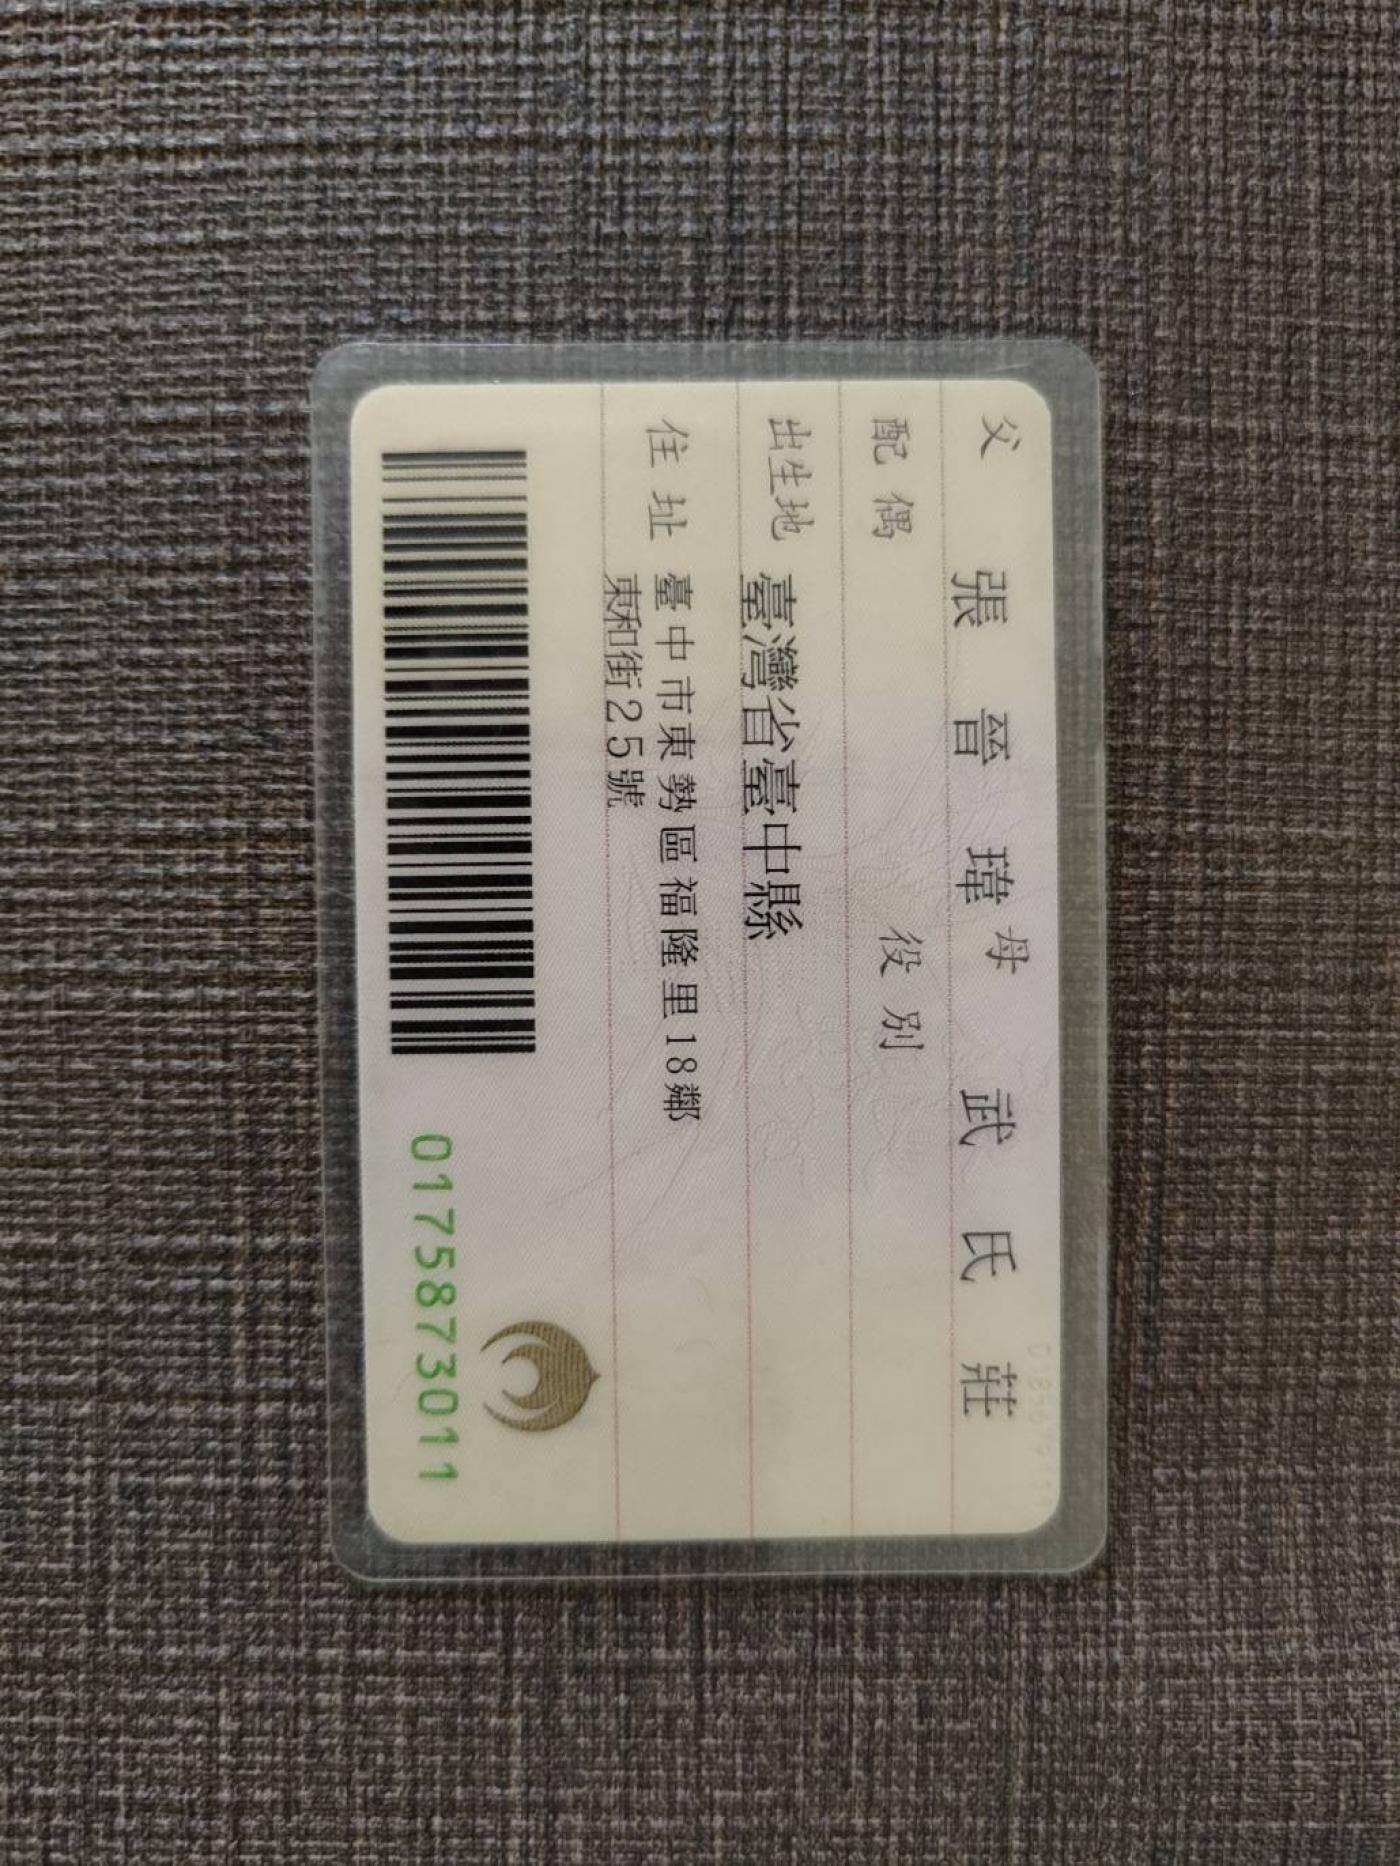 父 張晉瑋 母 武氏莊
配偶 役別
出生地 臺灣省臺中縣
住址 臺中市東勢區福隆里18鄰
東和街25號
0175873011